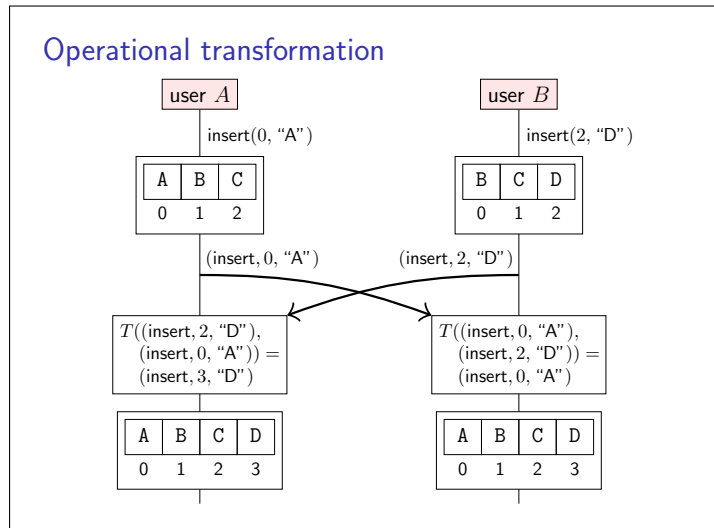 Operational transformation
user A
user B
insert(0, “A”)
insert(2, “D”)
A B C
0 1 2
B C D
0 1 2
(insert, 0, “A”)
(insert, 2, “D”)
T((insert, 2, “D”),
(insert, 0, “A”)) =
(insert, 3, “D”)
T((insert, 0, “A”),
(insert, 2, “D”)) =
(insert, 0, “A”)
A B C D
0 1 2 3
A B C D
0 1 2 3